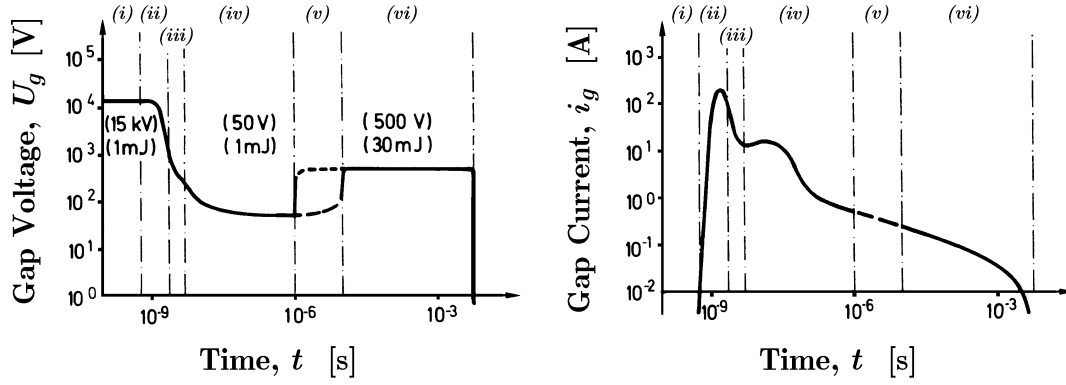 (i) (ii) (iii) (iv) (v) (vi)
Gap Voltage, U_g [V]
10^5
10^4
10^3
10^2
10^1
10^0
(15 kV)
(1mJ)
(50V)
(1mJ)
(500 V)
(30mJ)
10^-9 10^-6 10^-3
Time, t [s]
(i) (ii) (iii) (iv) (v) (vi)
Gap Current, i_g [A]
10^3
10^2
10^1
10^0
10^-1
10^-2
10^-9 10^-6 10^-3
Time, t [s]